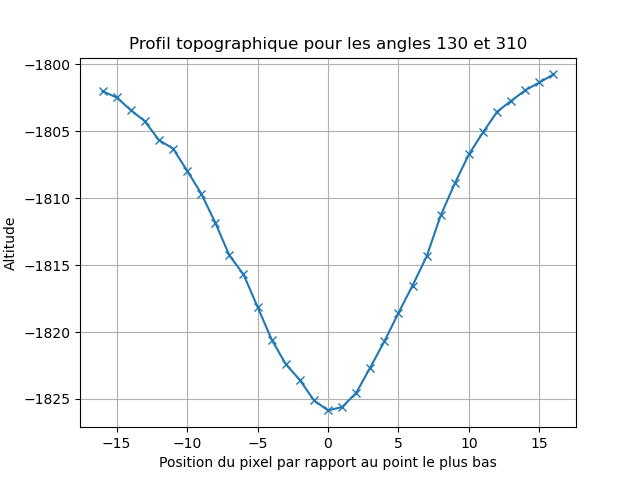 Profil topographique pour les angles 130 et 310
−1800
−1805
−1810
−1815
−1820
−1825
Altitude
−15 −10 −5 0 5 10 15
Position du pixel par rapport au point le plus bas